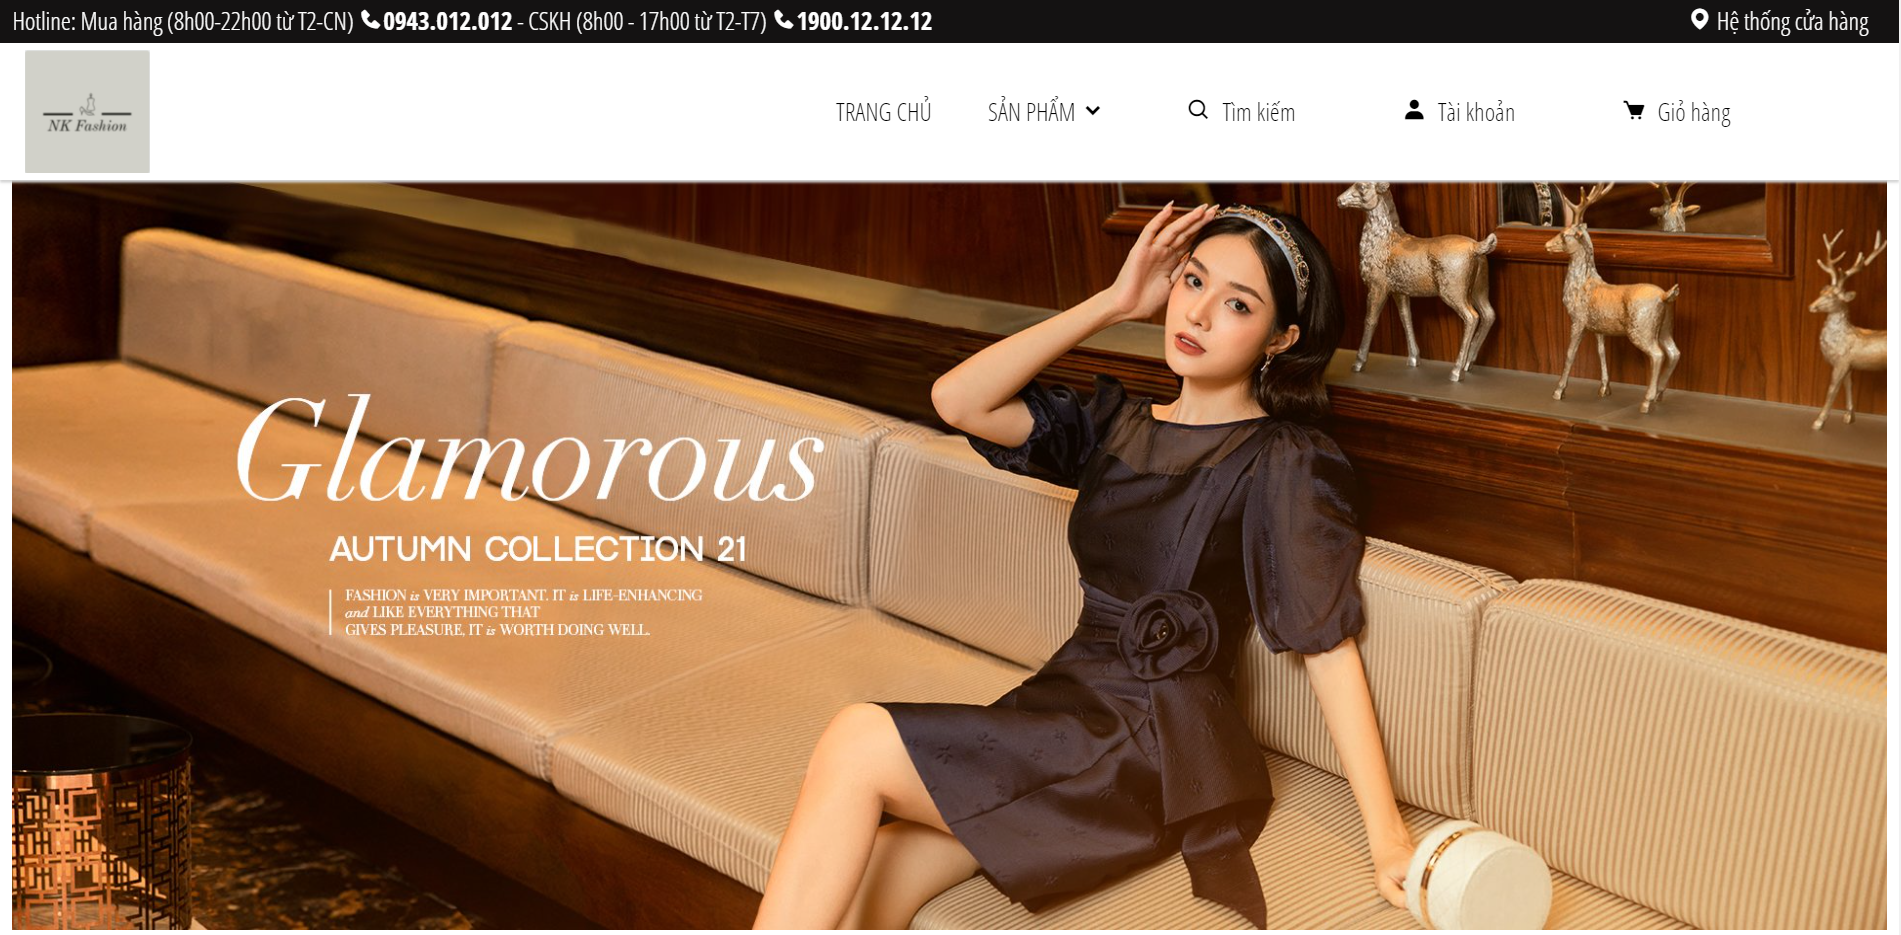 Hotline: Mua hàng (8h00-22h00 từ T2-CN) 0943.012.012 - CSKH (8h00 - 17h00 từ T2-T7) 1900.12.12.12
Hệ thống cửa hàng
NK Fashion
TRANG CHỦ
SẢN PHẨM
Tìm kiếm
Tài khoản
Giỏ hàng
Glamorous
AUTUMN COLLECTION 21
FASHION is VERY IMPORTANT. IT is LIFE-ENHANCING
and LIKE EVERYTHING THAT
GIVES PLEASURE, IT is WORTH DOING WELL.